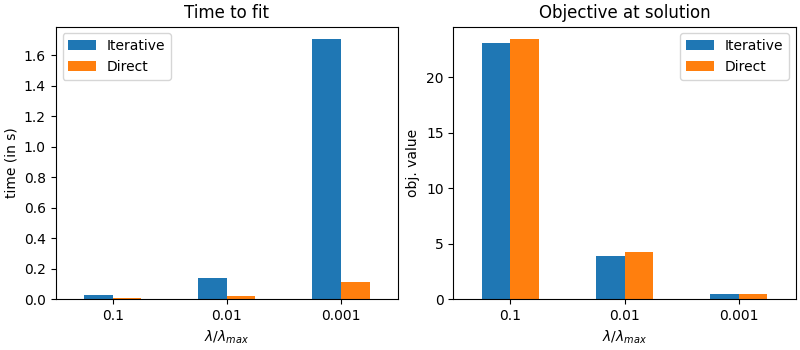 Time to fit
Iterative
Direct
time (in s)
1.6
1.4
1.2
1.0
0.8
0.6
0.4
0.2
0.0
0.1
0.01
0.001
λ/λmax
Objective at solution
Iterative
Direct
obj. value
20
15
10
5
0
0.1
0.01
0.001
λ/λmax